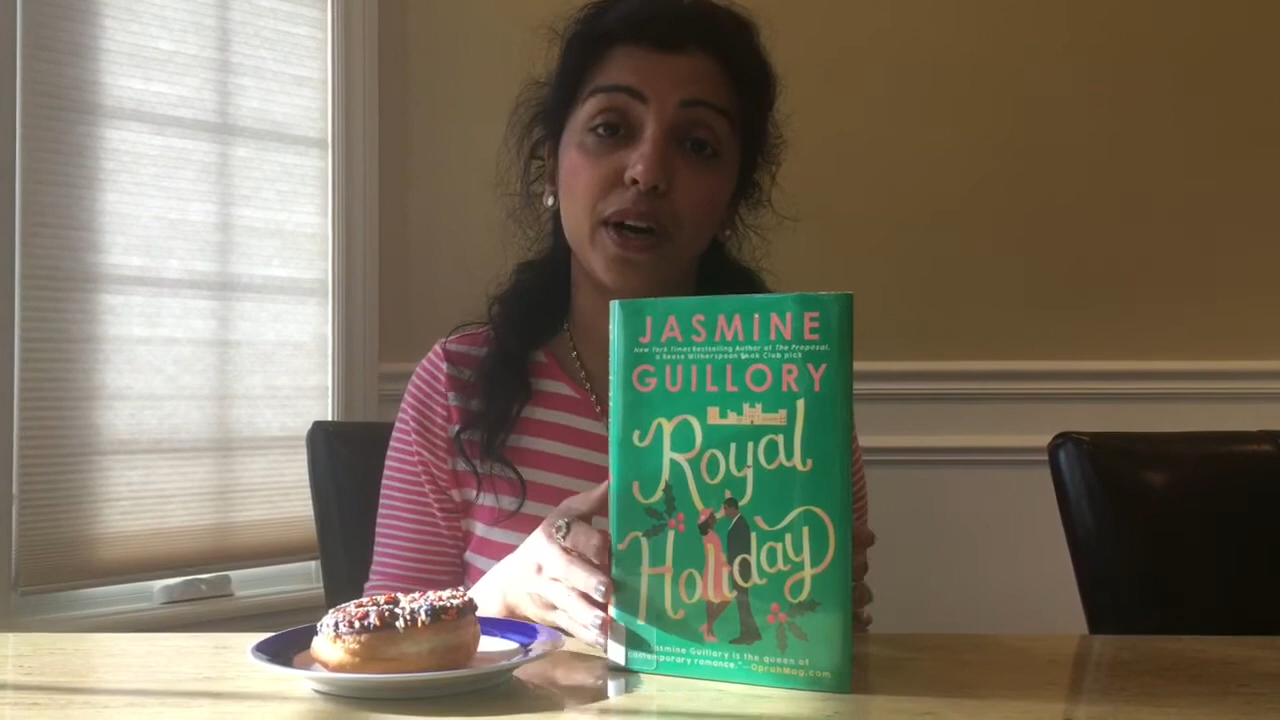 JASMINE
New York Times Bestselling Author of The Proposal,
a Reese Witherspoon Book Club pick
GUILLORY
Royal
Holiday
"Jasmine Guillory is the queen of
contemporary romance."—OprahMag.com